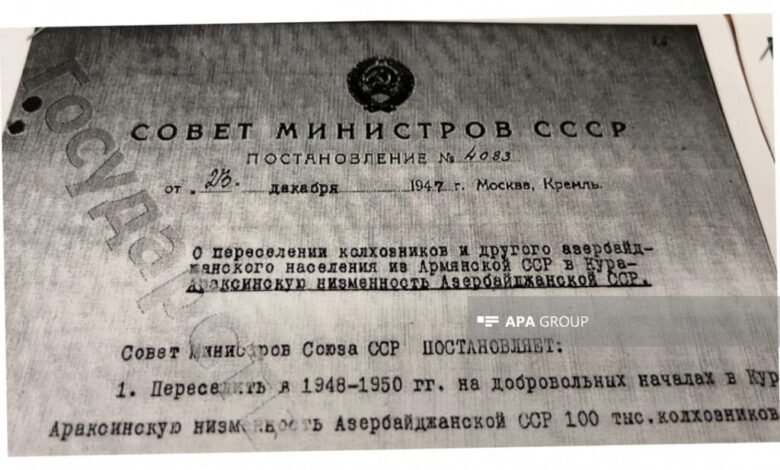 СОВЕТ МИНИСТРОВ СССР
ПОСТАНОВЛЕНИЕ № 4083
от „23." декабря 1947 г. Москва, Кремль.
О переселении колхозников и другого азербайд-
жанского населения из Армянской ССР в Кура-
Араксинскую низменность Азербайджанской ССР.
APA GROUP
Совет Министров Союза ССР ПОСТАНОВЛЯЕТ:
1. Переселить в 1948-1950 гг. на добровольных началах в Кур
Араксинскую низменность Азербайджанской ССР 100 тыс.колхозников